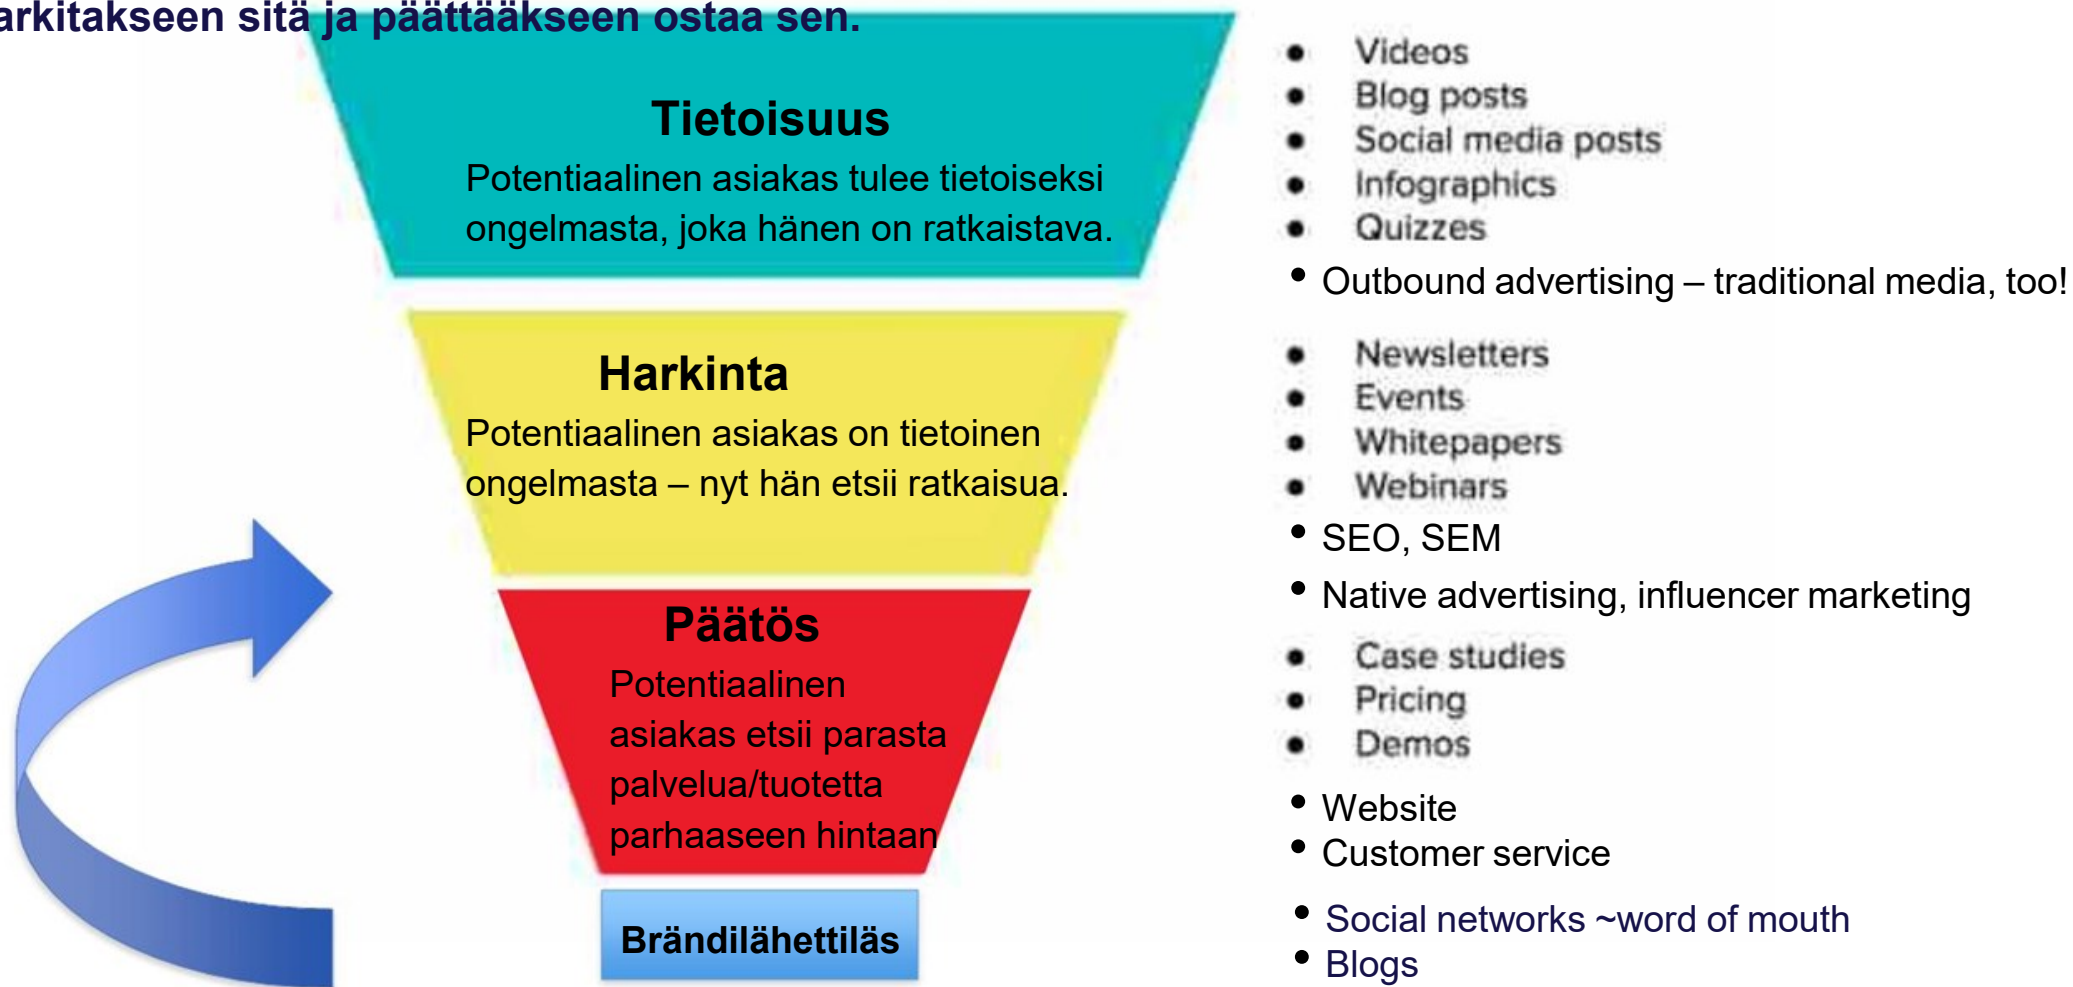 arkitakseen sitä ja päättääkseen ostaa sen.
Tietoisuus
Potentiaalinen asiakas tulee tietoiseksi
ongelmasta, joka hänen on ratkaistava.
• Videos
• Blog posts
• Social media posts
• Infographics
• Quizzes
• Outbound advertising – traditional media, too!
Harkinta
Potentiaalinen asiakas on tietoinen
ongelmasta – nyt hän etsii ratkaisua.
• Newsletters
• Events
• Whitepapers
• Webinars
• SEO, SEM
• Native advertising, influencer marketing
Päätös
Potentiaalinen
asiakas etsii parasta
palvelua/tuotetta
parhaaseen hintaan
• Case studies
• Pricing
• Demos
• Website
• Customer service
Brändilähettiläs
• Social networks ~word of mouth
• Blogs